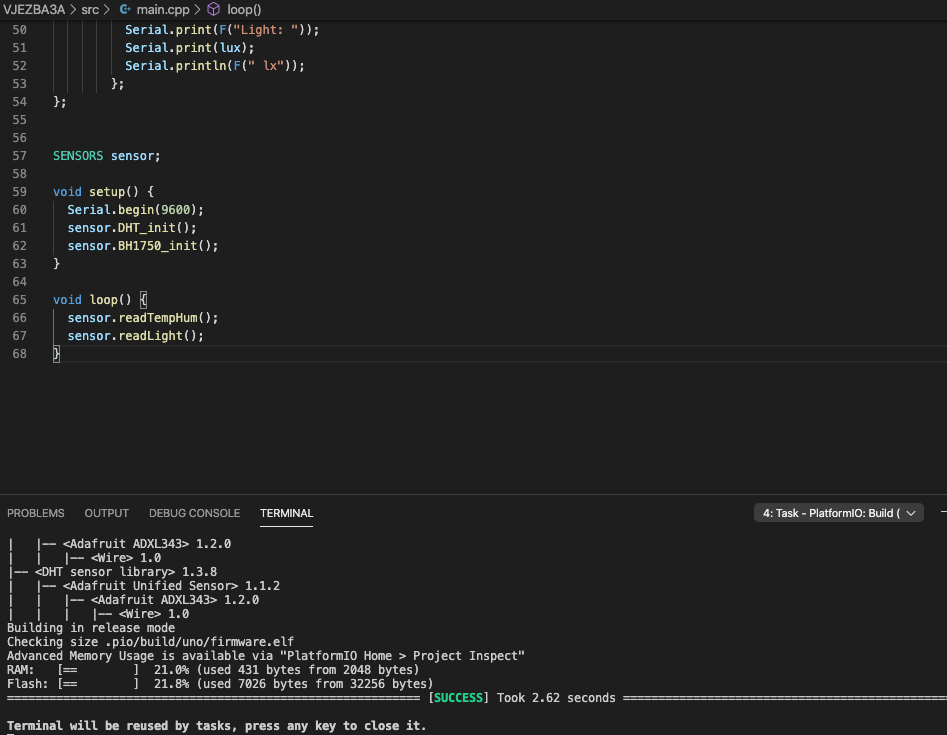 VJEZBA3A > src > main.cpp > loop()
50 Serial.print(F("Light: "));
51 Serial.print(lux);
52 Serial.println(F(" lx"));
53 };
54 };
55
56
57 SENSORS sensor;
58
59 void setup() {
60 Serial.begin(9600);
61 sensor.DHT_init();
62 sensor.BH1750_init();
63 }
64
65 void loop() {
66 sensor.readTempHum();
67 sensor.readLight();
68 }
PROBLEMS OUTPUT DEBUG CONSOLE TERMINAL 4: Task - PlatformIO: Build (
|   |-- <Adafruit ADXL343> 1.2.0
|   |   |-- <Wire> 1.0
|-- <DHT sensor library> 1.3.8
|   |-- <Adafruit Unified Sensor> 1.1.2
|   |   |-- <Adafruit ADXL343> 1.2.0
|   |   |   |-- <Wire> 1.0
Building in release mode
Checking size .pio/build/uno/firmware.elf
Advanced Memory Usage is available via "PlatformIO Home > Project Inspect"
RAM:   [==        ]  21.0% (used 431 bytes from 2048 bytes)
Flash: [==        ]  21.8% (used 7026 bytes from 32256 bytes)
[SUCCESS] Took 2.62 seconds
Terminal will be reused by tasks, press any key to close it.